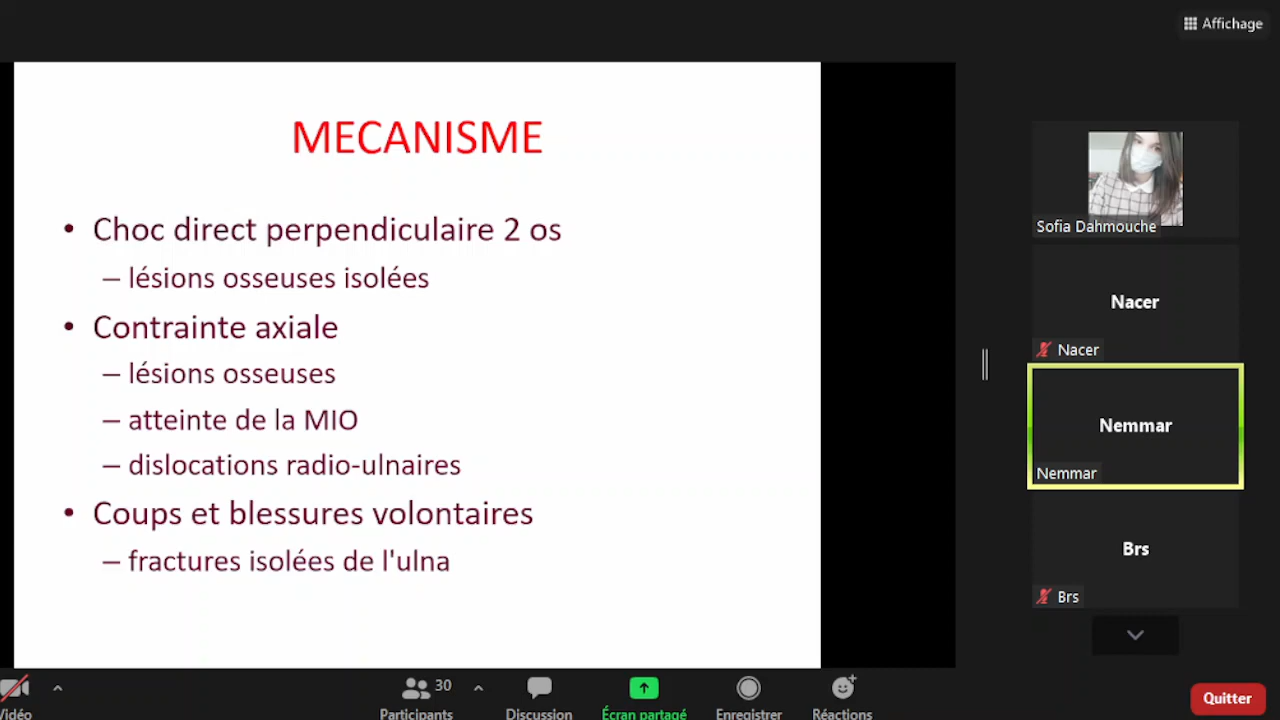 Affichage
MECANISME
• Choc direct perpendiculaire 2 os
– lésions osseuses isolées
• Contrainte axiale
– lésions osseuses
– atteinte de la MIO
– dislocations radio-ulnaires
• Coups et blessures volontaires
– fractures isolées de l'ulna
Sofia Dahmouche
Nacer
Nacer
Nemmar
Nemmar
Brs
Brs
Vidéo
30
Participants
Discussion
Écran partagé
Enregistrer
Réactions
Quitter